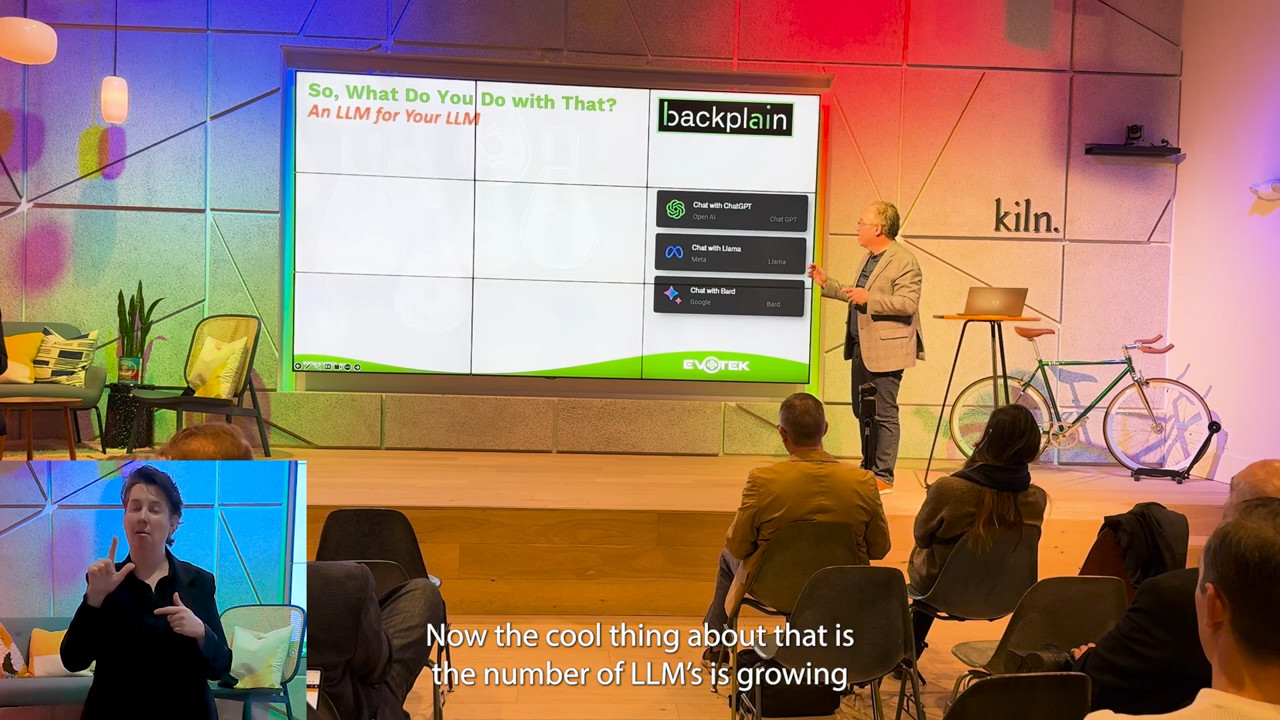 So, What Do You Do with That?
An LLM for Your LLM
backplain
Chat with ChatGPT
Open AI
Chat GPT
Chat with Llama
Meta
Llama
Chat with Bard
Google
Bard
EVOTEK
kiln.
Now the cool thing about that is
the number of LLM's is growing